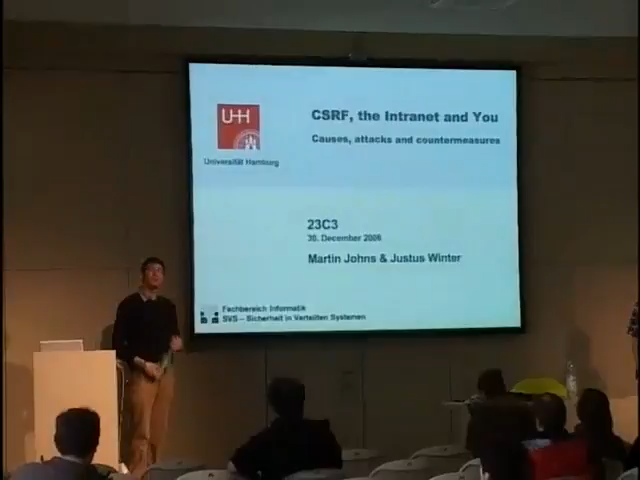 UH
Universität Hamburg
CSRF, the Intranet and You
Causes, attacks and countermeasures
23C3
30. December 2006
Martin Johns & Justus Winter
Fachbereich Informatik
SVS – Sicherheit in Verteilten Systemen